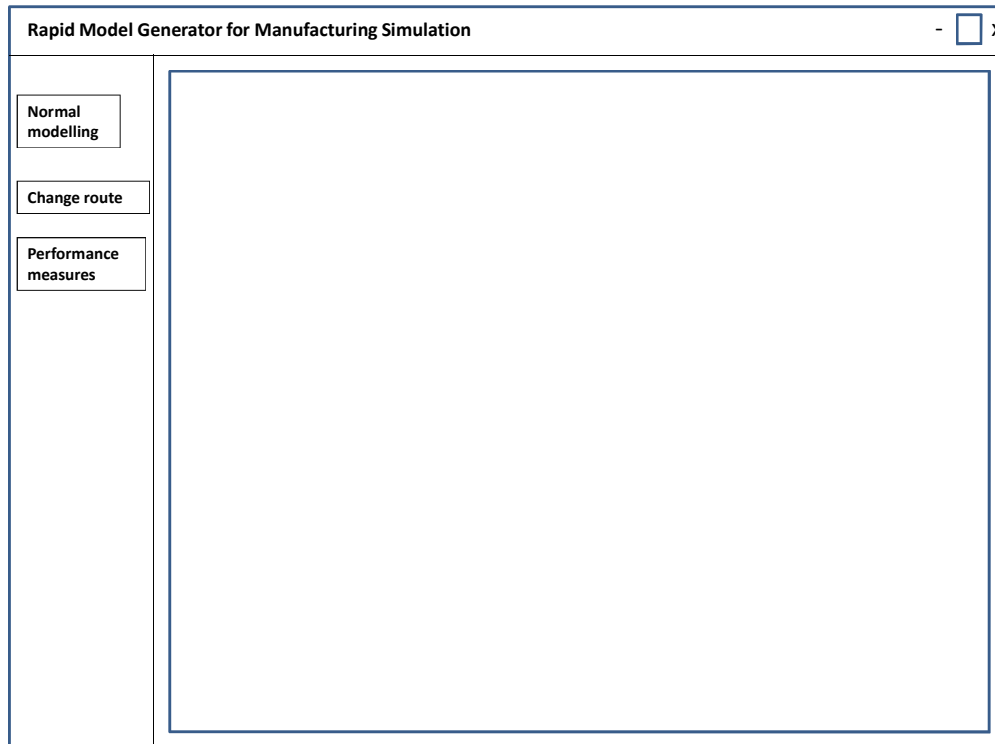 Rapid Model Generator for Manufacturing Simulation
- X
Normal
modelling
Change route
Performance
measures